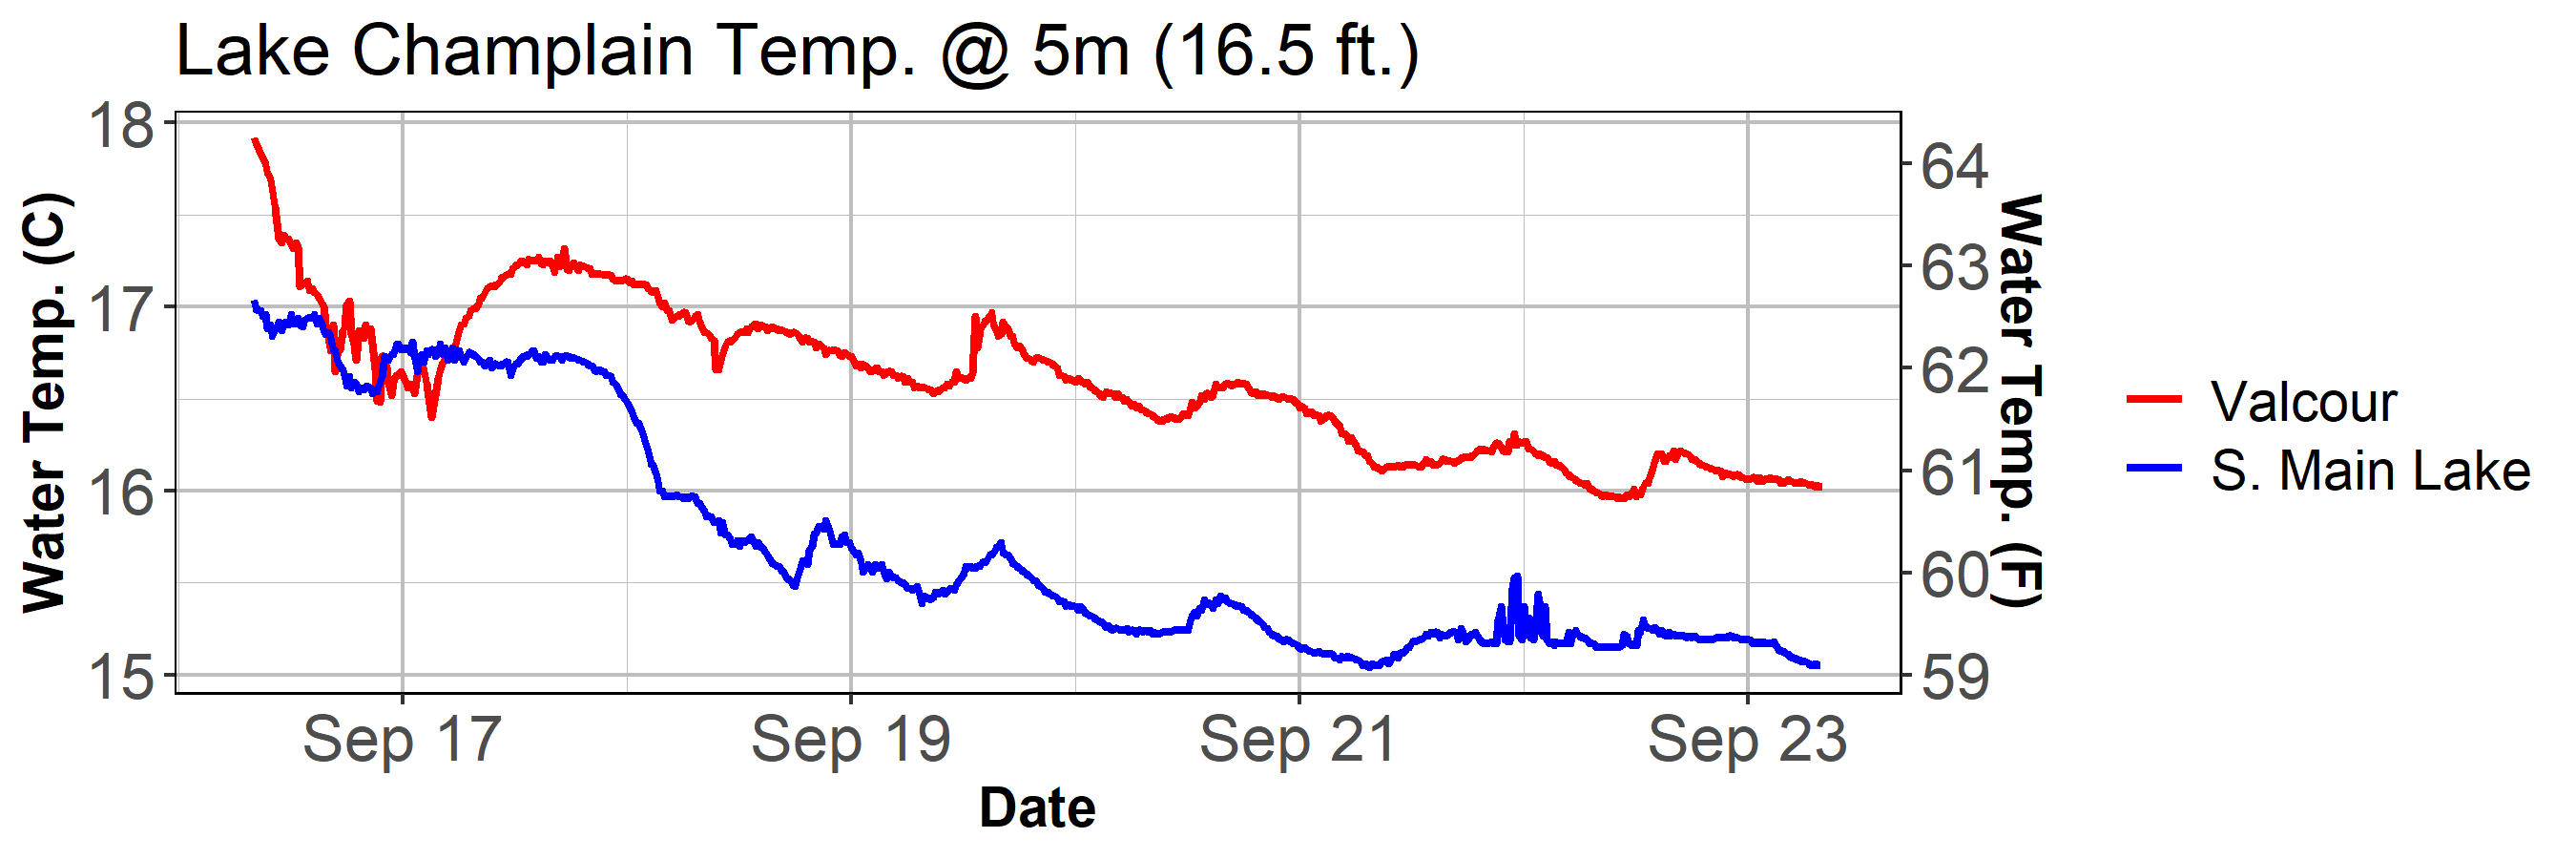 Lake Champlain Temp. @ 5m (16.5 ft.)
Water Temp. (C)
18
17
16
15
64
63
62
61
60
59
Water Temp. (F)
Sep 17
Sep 19
Sep 21
Sep 23
Date
Valcour
S. Main Lake